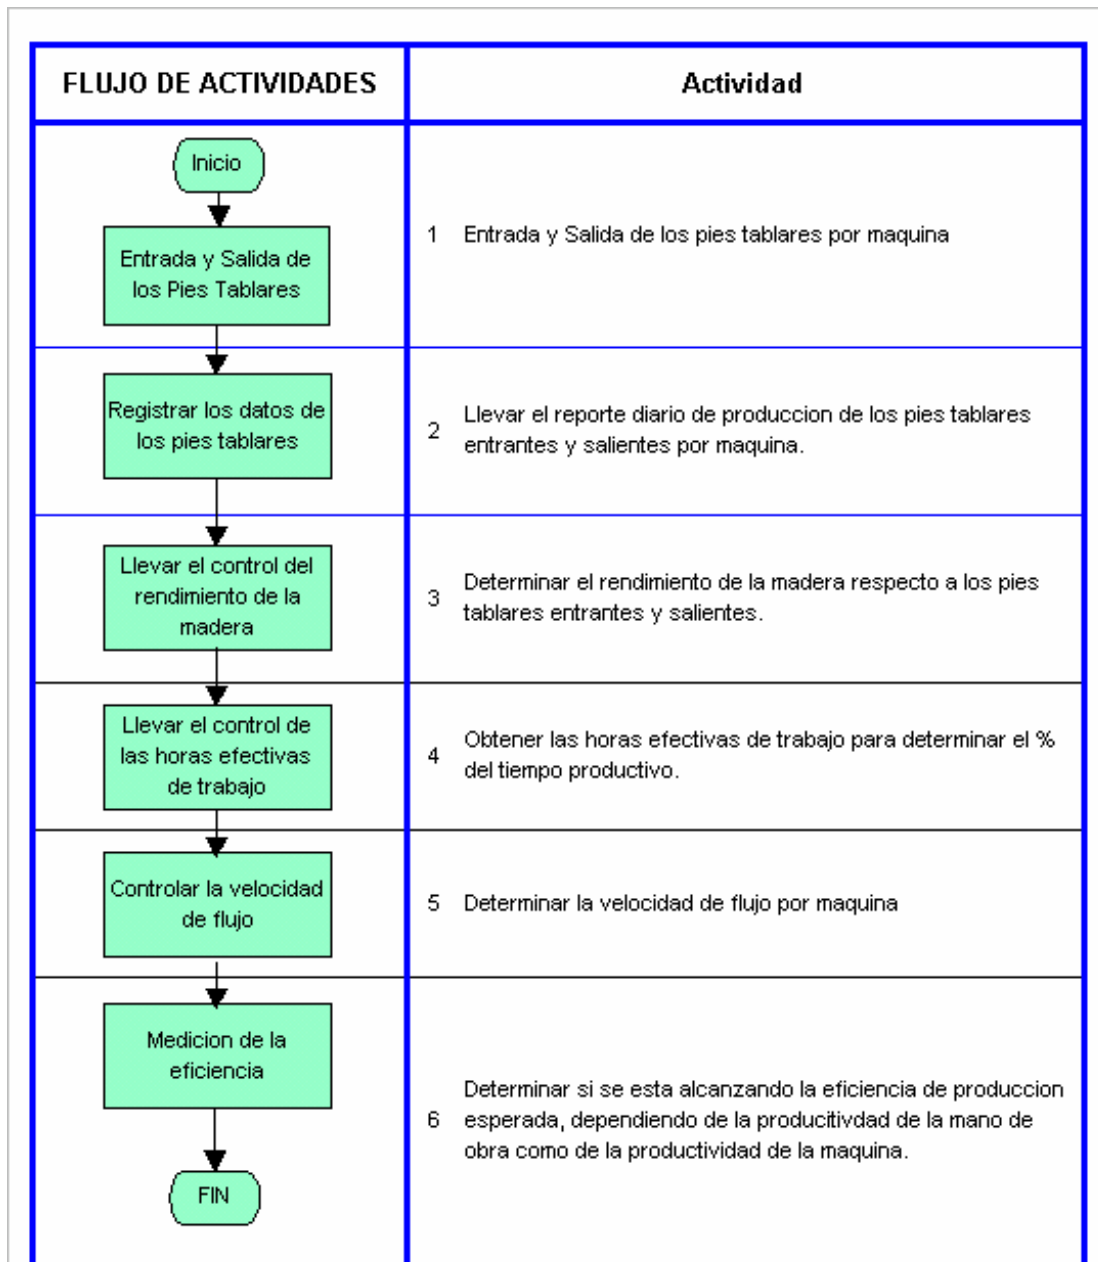 FLUJO DE ACTIVIDADES
Actividad
Inicio
Entrada y Salida de
los Pies Tablares
1 Entrada y Salida de los pies tablares por maquina
Registrar los datos de
los pies tablares
2 Llevar el reporte diario de produccion de los pies tablares
entrantes y salientes por maquina.
Llevar el control del
rendimiento de la
madera
3 Determinar el rendimiento de la madera respecto a los pies
tablares entrantes y salientes.
Llevar el control de
las horas efectivas
de trabajo
4 Obtener las horas efectivas de trabajo para determinar el %
del tiempo productivo.
Controlar la velocidad
de flujo
5 Determinar la velocidad de flujo por maquina
Medicion de la
eficiencia
6 Determinar si se esta alcanzando la eficiencia de produccion
esperada, dependiendo de la producitivdad de la mano de
obra como de la productividad de la maquina.
FIN